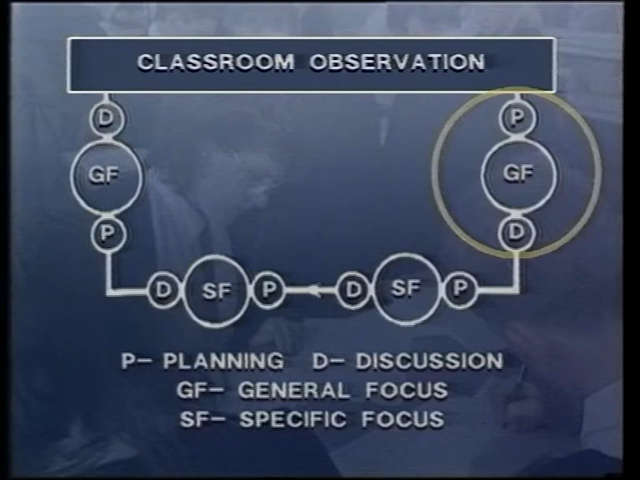 CLASSROOM OBSERVATION
D
P
GF
GF
P
D
D SF P D SF P
P- PLANNING D- DISCUSSION
GF- GENERAL FOCUS
SF- SPECIFIC FOCUS